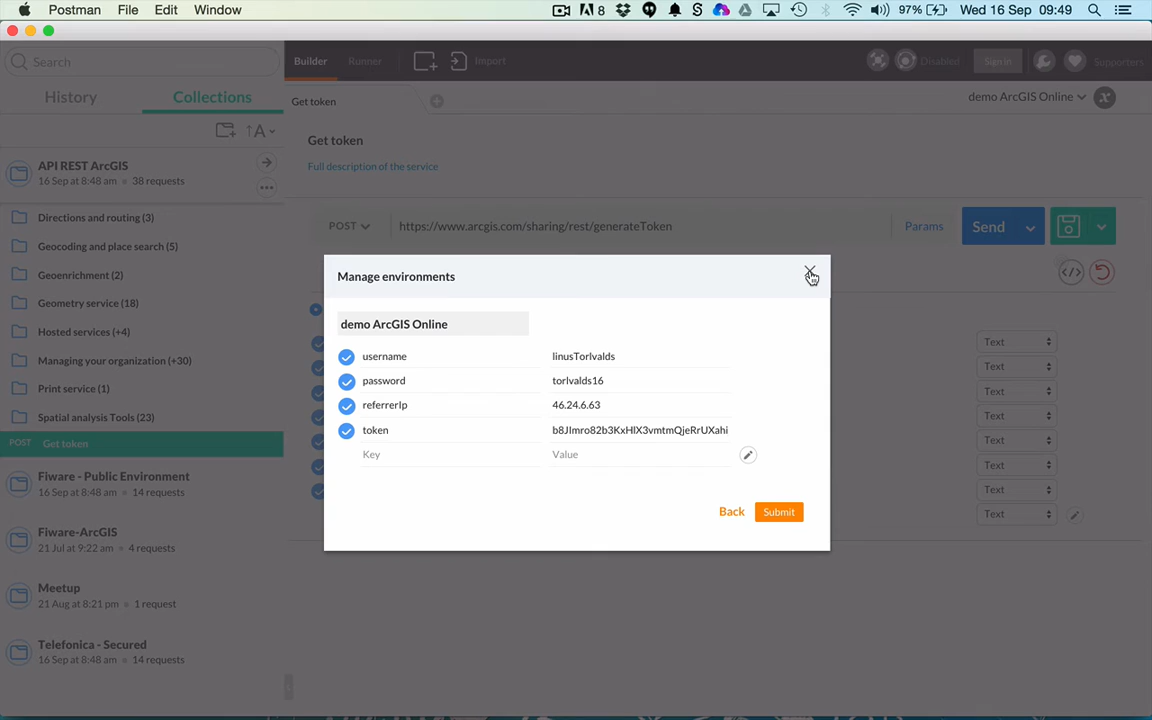 Postman File Edit Window
8
97% Wed 16 Sep 09:49
Search
Builder
Runner
Import
Disabled
Sign in
Supporters
History
Collections
Get token
demo ArcGIS Online
A
API REST ArcGIS
16 Sep at 8:48 am 38 requests
Get token
Full description of the service
Directions and routing (3)
Geocoding and place search (5)
Geoenrichment (2)
Geometry service (18)
Hosted services (+4)
Managing your organization (+30)
Print service (1)
Spatial analysis Tools (23)
POST Get token
Fiware - Public Environment
16 Sep at 8:48 am 14 requests
Fiware-ArcGIS
21 Jul at 9:22 am 4 requests
Meetup
21 Aug at 8:21 pm 1 request
Telefonica - Secured
16 Sep at 8:48 am 14 requests
POST
https://www.arcgis.com/sharing/rest/generateToken
Params
Send
Manage environments
demo ArcGIS Online
username linusTorlvalds
password torlvalds16
referrerIp 46.24.6.63
token b8JImro82b3KxHIX3vmtmQjeRrUXahi
Key Value
Back Submit
Text
Text
Text
Text
Text
Text
Text
Text